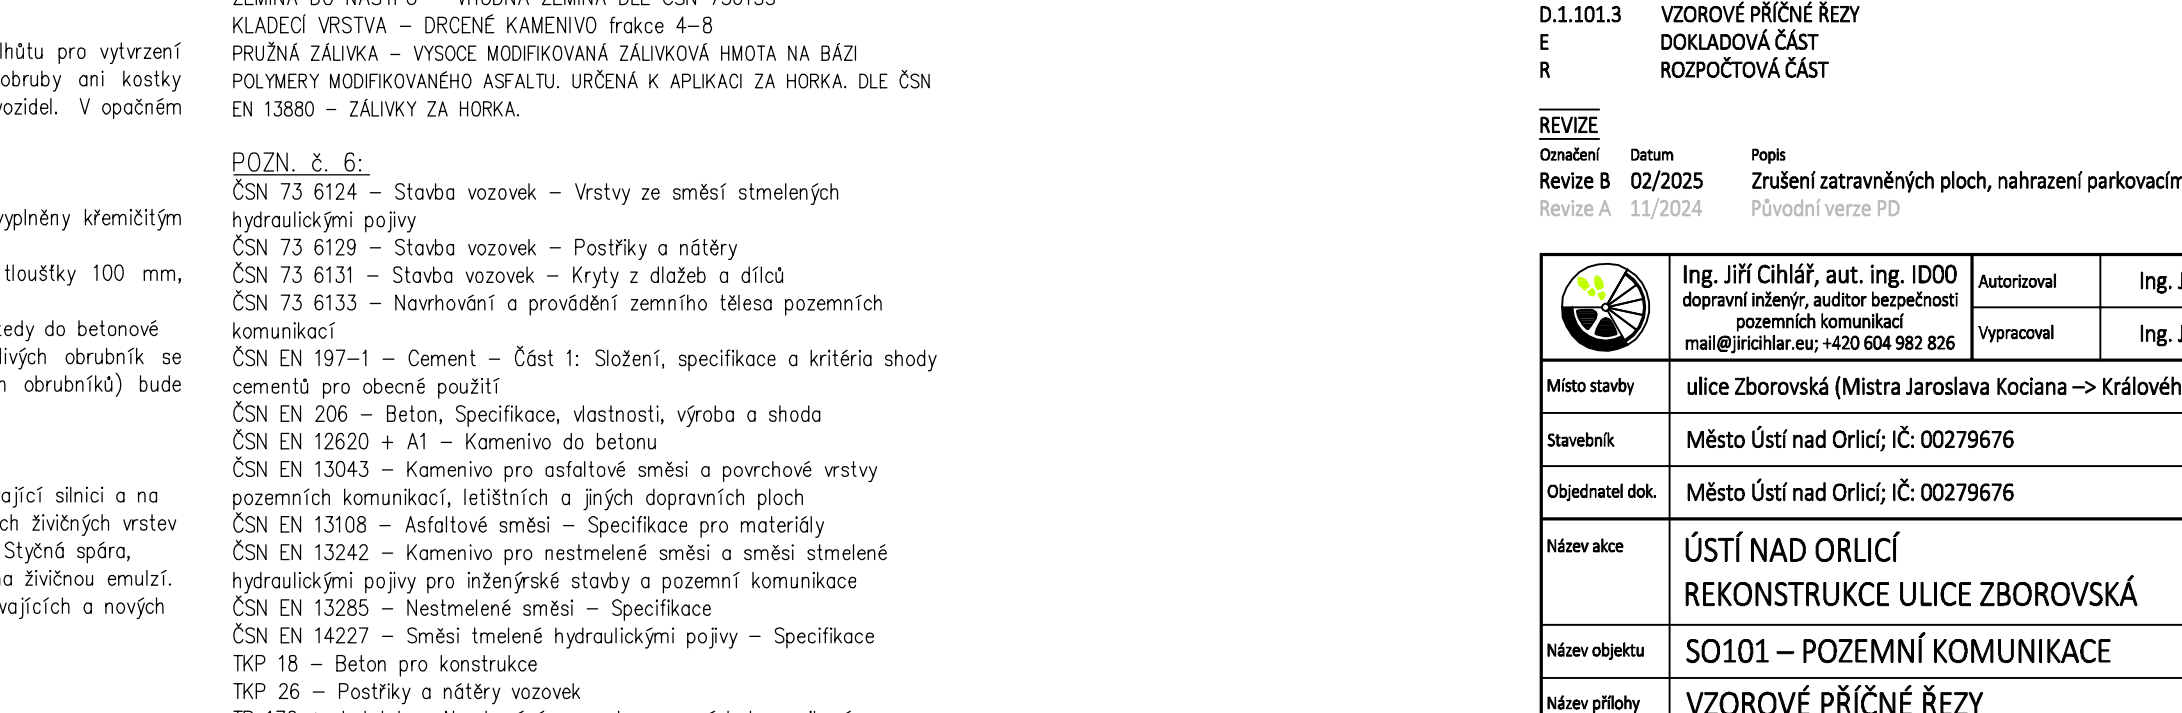 lhůtu pro vytvrzení
obruby ani kostky
vozidel. V opačném
vyplněny křemičitým
tloušťky 100 mm,
tedy do betonové
livých obrubník se
obrubníků) bude
ající silnici a na
ch živičných vrstev
Styčná spára,
na živičnou emulzí.
vajících a nových
KLADECÍ VRSTVA – DRCENÉ KAMENIVO frakce 4–8
PRUŽNÁ ZÁLIVKA – VYSOCE MODIFIKOVANÁ ZÁLIVKOVÁ HMOTA NA BÁZI
POLYMERY MODIFIKOVANÉHO ASFALTU. URČENÁ K APLIKACI ZA HORKA. DLE ČSN
EN 13880 – ZÁLIVKY ZA HORKA.
POZN. č. 6:
ČSN 73 6124 – Stavba vozovek – Vrstvy ze směsí stmelených
hydraulickými pojivy
ČSN 73 6129 – Stavba vozovek – Postřiky a nátěry
ČSN 73 6131 – Stavba vozovek – Kryty z dlažeb a dílců
ČSN 73 6133 – Navrhování a provádění zemního tělesa pozemních
komunikací
ČSN EN 197–1 – Cement – Část 1: Složení, specifikace a kritéria shody
cementů pro obecné použití
ČSN EN 206 – Beton, Specifikace, vlastnosti, výroba a shoda
ČSN EN 12620 + A1 – Kamenivo do betonu
ČSN EN 13043 – Kamenivo pro asfaltové směsi a povrchové vrstvy
pozemních komunikací, letištních a jiných dopravních ploch
ČSN EN 13108 – Asfaltové směsi – Specifikace pro materiály
ČSN EN 13242 – Kamenivo pro nestmelené směsi a směsi stmelené
hydraulickými pojivy pro inženýrské stavby a pozemní komunikace
ČSN EN 13285 – Nestmelené směsi – Specifikace
ČSN EN 14227 – Směsi tmelené hydraulickými pojivy – Specifikace
TKP 18 – Beton pro konstrukce
TKP 26 – Postřiky a nátěry vozovek
D.1.101.3 VZOROVÉ PŘÍČNÉ ŘEZY
E DOKLADOVÁ ČÁST
R ROZPOČTOVÁ ČÁST
REVIZE
Označení Datum Popis
Revize B 02/2025 Zrušení zatravněných ploch, nahrazení parkovacím
Revize A 11/2024 Původní verze PD
Ing. Jiří Cihlář, aut. ing. ID00
dopravní inženýr, auditor bezpečnosti
pozemních komunikací
mail@jiricihlar.eu; +420 604 982 826
Autorizoval Ing. J
Vypracoval Ing. J
Místo stavby ulice Zborovská (Mistra Jaroslava Kociana –> Králového
Stavebník Město Ústí nad Orlicí; IČ: 00279676
Objednatel dok. Město Ústí nad Orlicí; IČ: 00279676
Název akce ÚSTÍ NAD ORLICÍ
REKONSTRUKCE ULICE ZBOROVSKÁ
Název objektu SO101 – POZEMNÍ KOMUNIKACE
Název přílohy VZOROVÉ PŘÍČNÉ ŘEZY